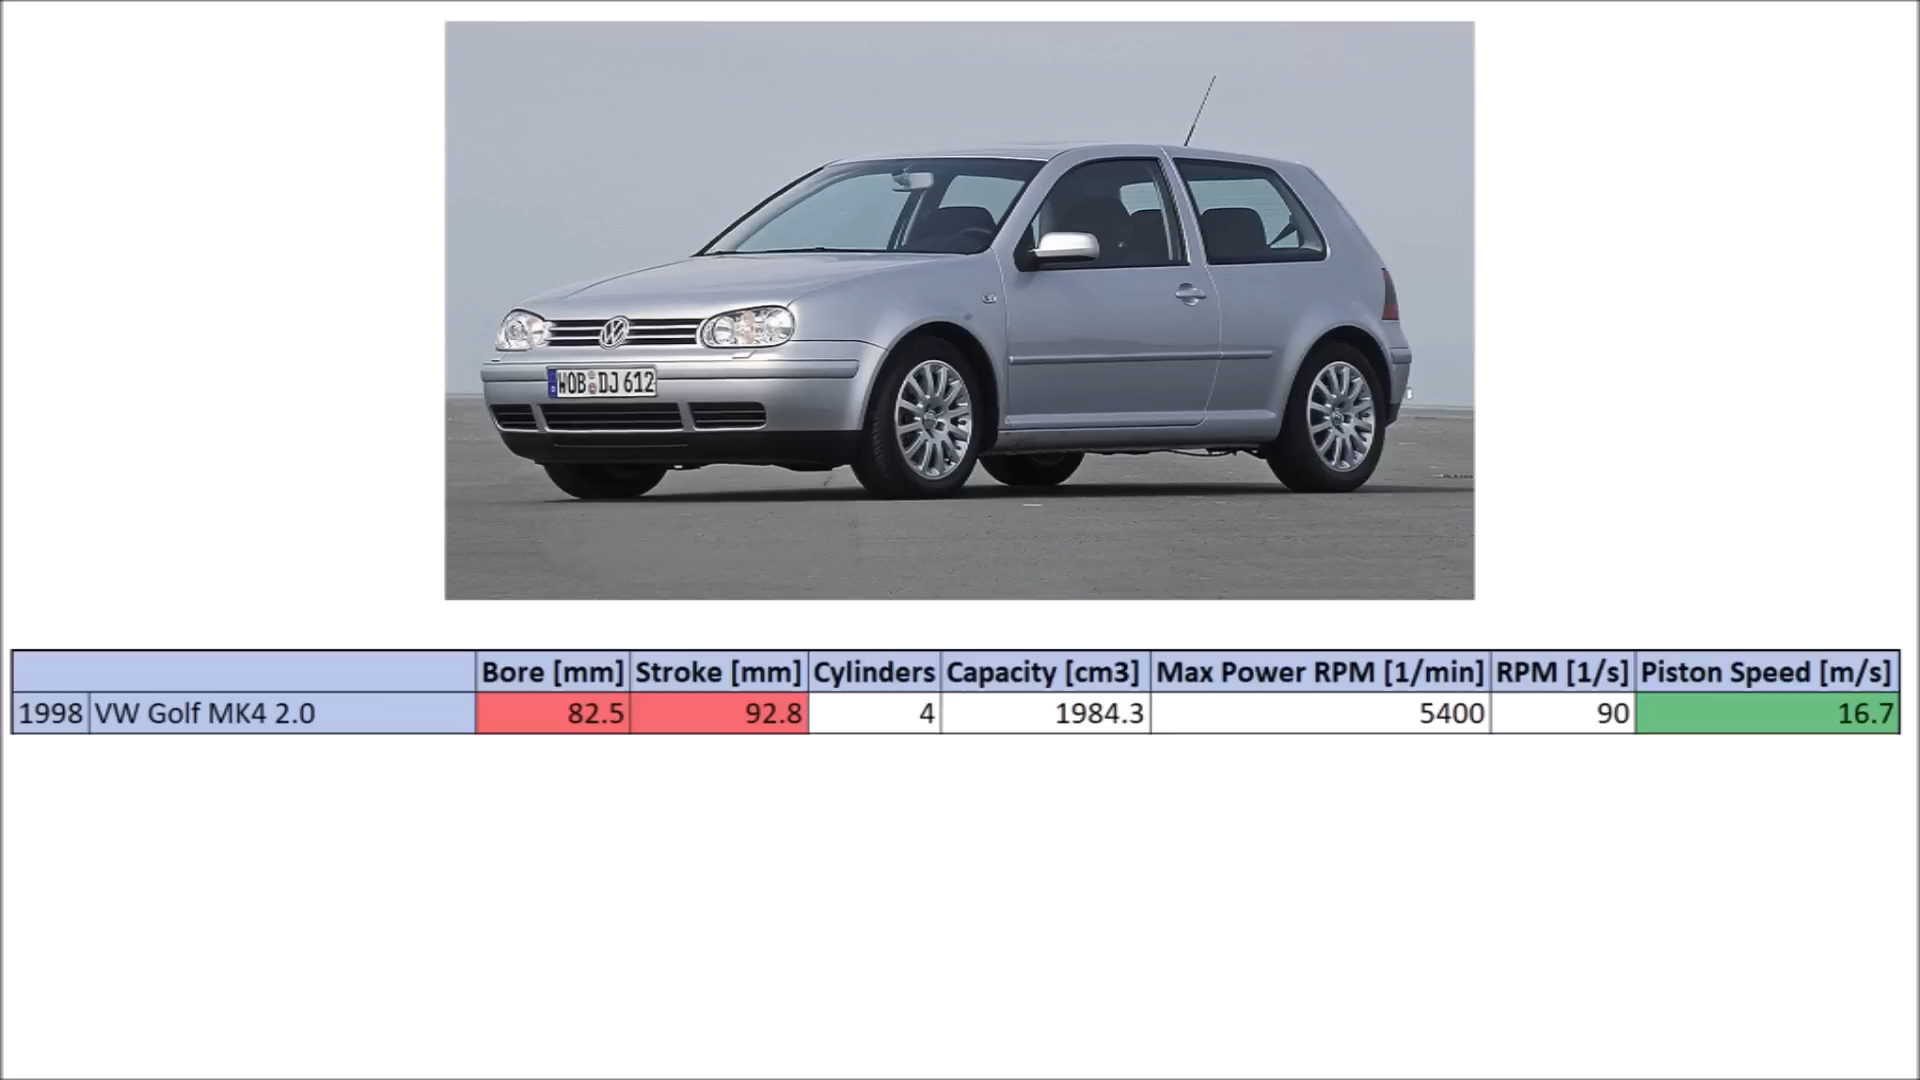 WOB DJ 612
Bore [mm] Stroke [mm] Cylinders Capacity [cm3] Max Power RPM [1/min] RPM [1/s] Piston Speed [m/s]
1998 VW Golf MK4 2.0 82.5 92.8 4 1984.3 5400 90 16.7